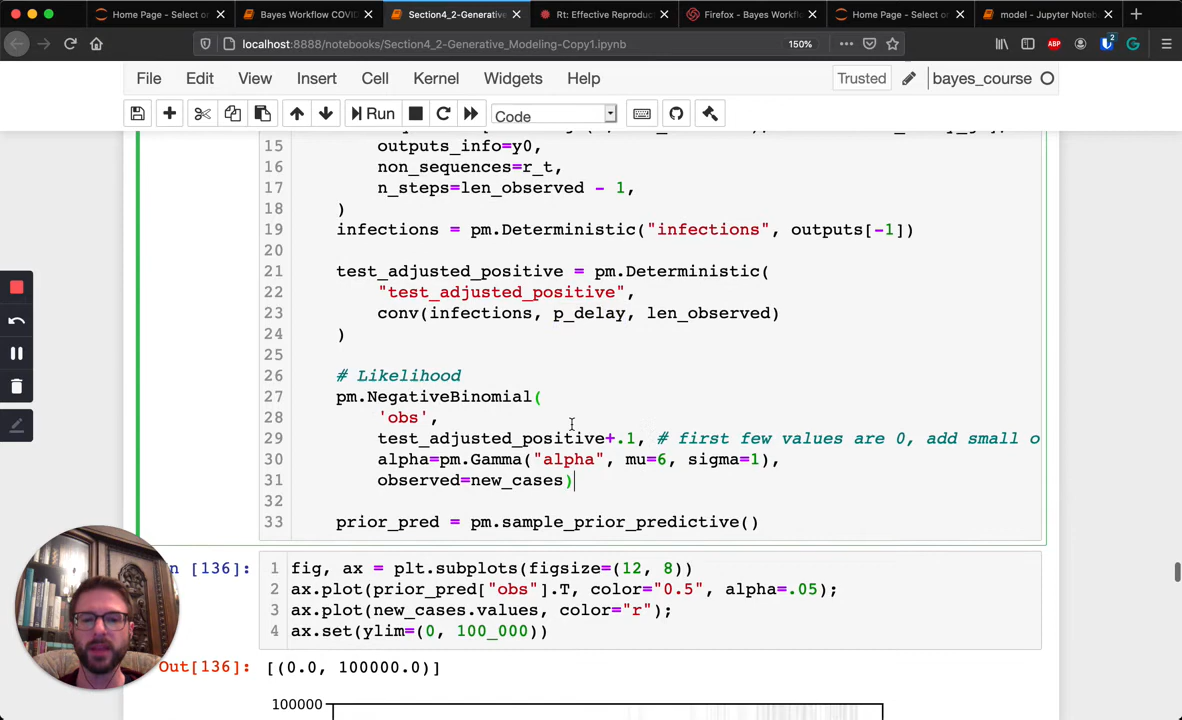 Home Page - Select or
Bayes Workflow COVID
Section4_2-Generative_
Rt: Effective Reproduc
Firefox - Bayes Workfl
Home Page - Select or
model - Jupyter Noteb
localhost:8888/notebooks/Section4_2-Generative_Modeling-Copy1.ipynb
150%
ABP
2
File Edit View Insert Cell Kernel Widgets Help
Trusted
bayes_course
Run
Code
15 outputs_info=y0,
16 non_sequences=r_t,
17 n_steps=len_observed - 1,
18 )
19 infections = pm.Deterministic("infections", outputs[-1])
20
21 test_adjusted_positive = pm.Deterministic(
22 "test_adjusted_positive",
23 conv(infections, p_delay, len_observed)
24 )
25
26 # Likelihood
27 pm.NegativeBinomial(
28 'obs',
29 test_adjusted_positive+.1, # first few values are 0, add small o
30 alpha=pm.Gamma("alpha", mu=6, sigma=1),
31 observed=new_cases)
32
33 prior_pred = pm.sample_prior_predictive()
n [136]:
1 fig, ax = plt.subplots(figsize=(12, 8))
2 ax.plot(prior_pred["obs"].T, color="0.5", alpha=.05);
3 ax.plot(new_cases.values, color="r");
4 ax.set(ylim=(0, 100_000))
Out[136]: [(0.0, 100000.0)]
100000